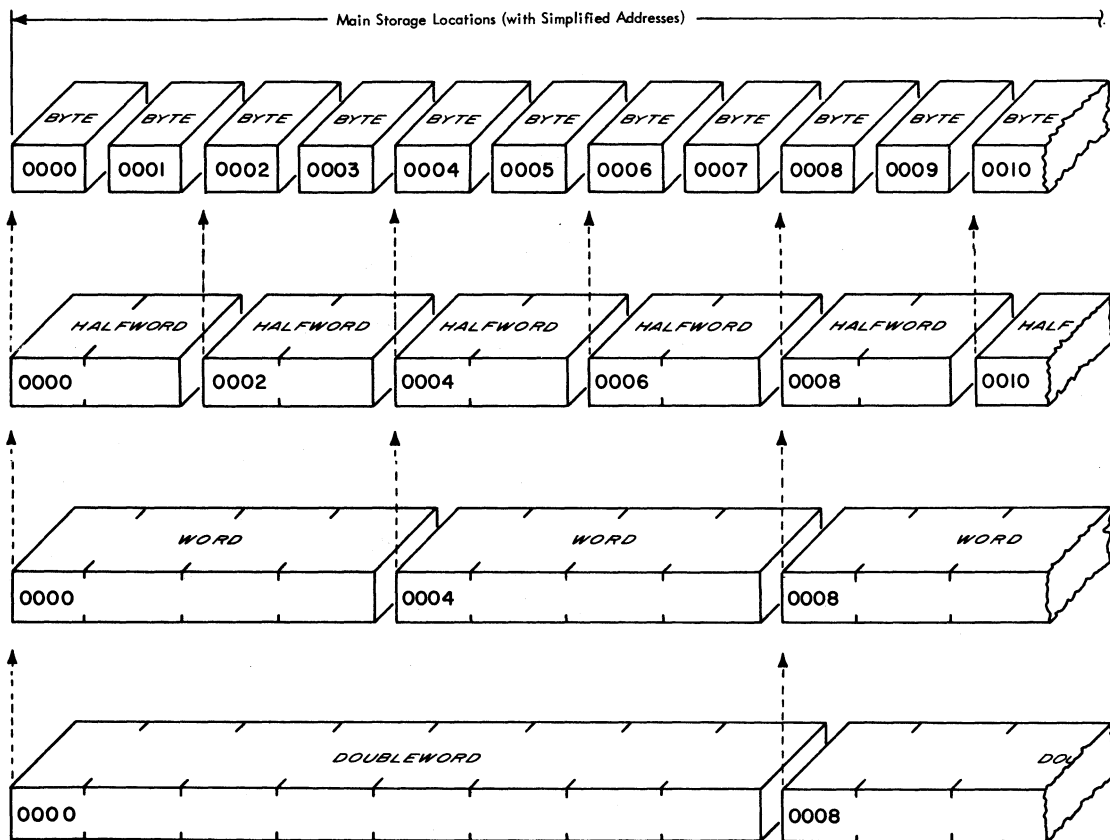 Main Storage Locations (with Simplified Addresses)
BYTE BYTE BYTE BYTE BYTE BYTE BYTE BYTE BYTE BYTE BYTE
0000 0001 0002 0003 0004 0005 0006 0007 0008 0009 0010
HALFWORD HALFWORD HALFWORD HALFWORD HALFWORD HALF
0000 0002 0004 0006 0008 0010
WORD WORD WORD
0000 0004 0008
DOUBLEWORD DOU
0000 0008